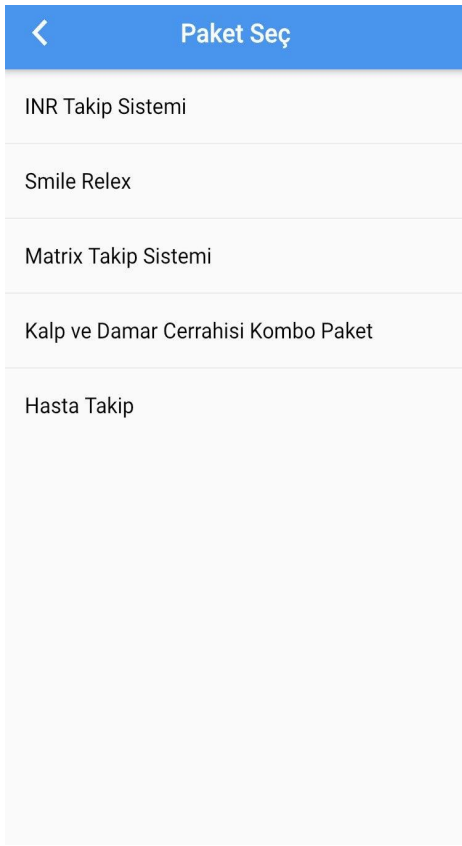 Paket Seç
INR Takip Sistemi
Smile Relex
Matrix Takip Sistemi
Kalp ve Damar Cerrahisi Kombo Paket
Hasta Takip